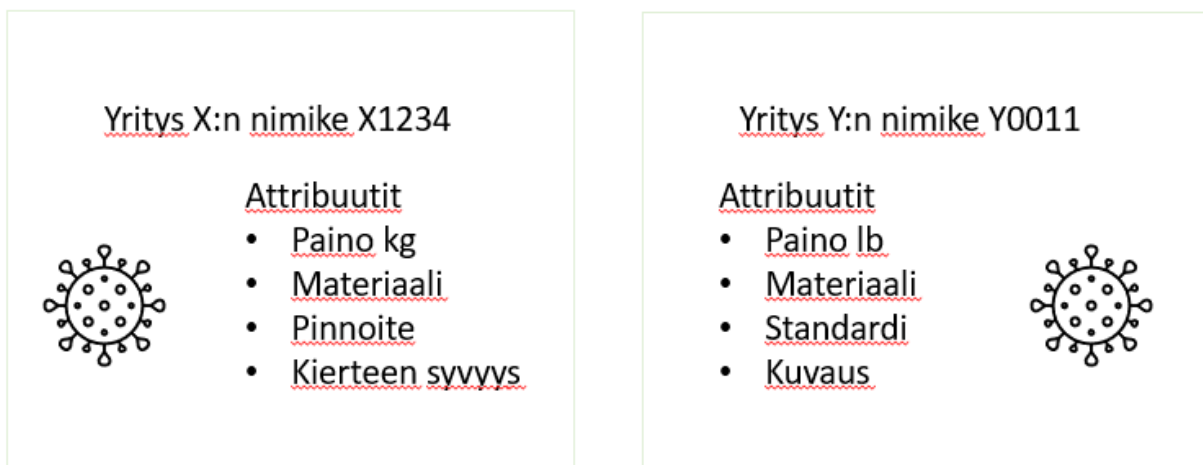 Yritys X:n nimike X1234
Attribuutit
• Paino kg
• Materiaali
• Pinnoite
• Kierteen syvyys
Yritys Y:n nimike Y0011
Attribuutit
• Paino lb
• Materiaali
• Standardi
• Kuvaus